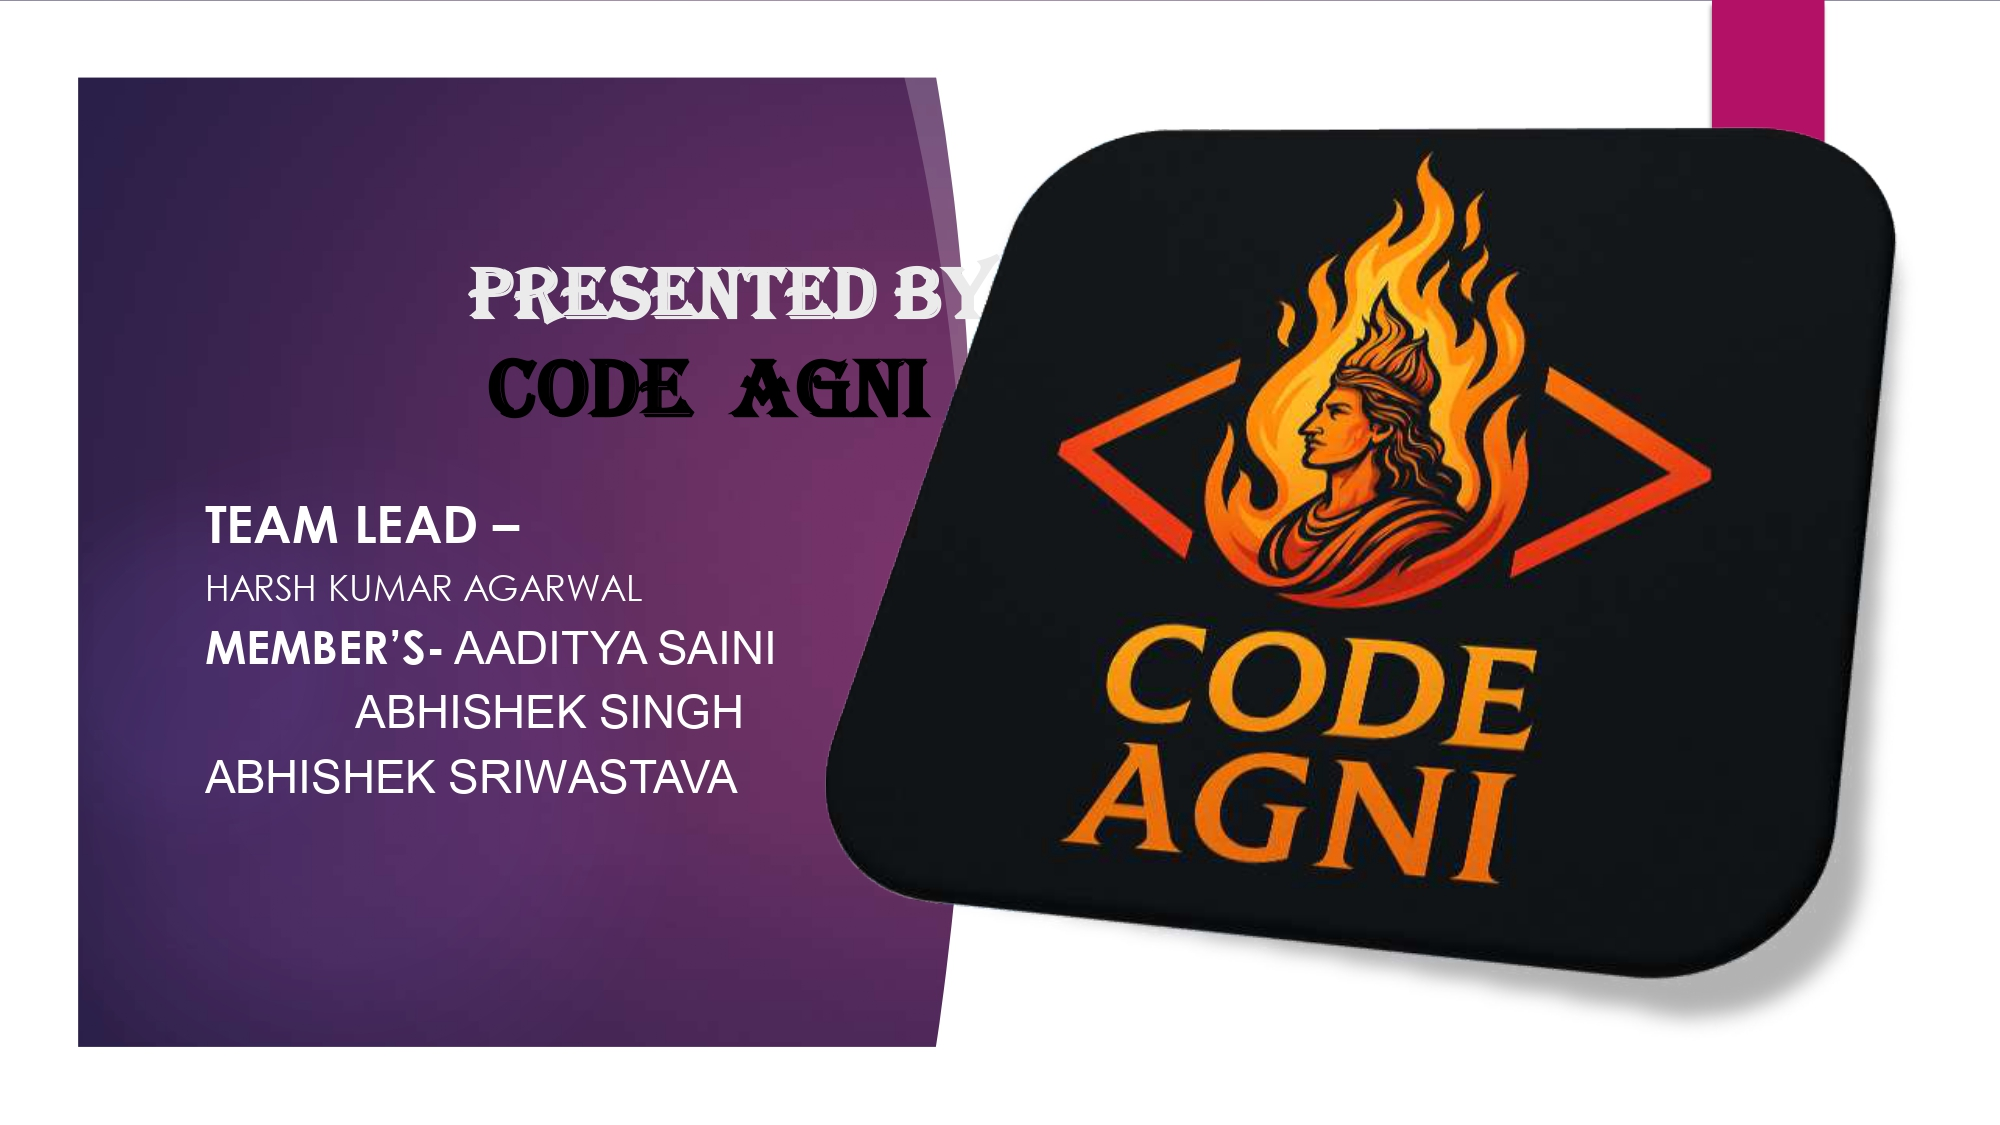 PRESENTED BY
CODE AGNI
TEAM LEAD –
HARSH KUMAR AGARWAL
MEMBER’S- AADITYA SAINI
ABHISHEK SINGH
ABHISHEK SRIWASTAVA
CODE
AGNI